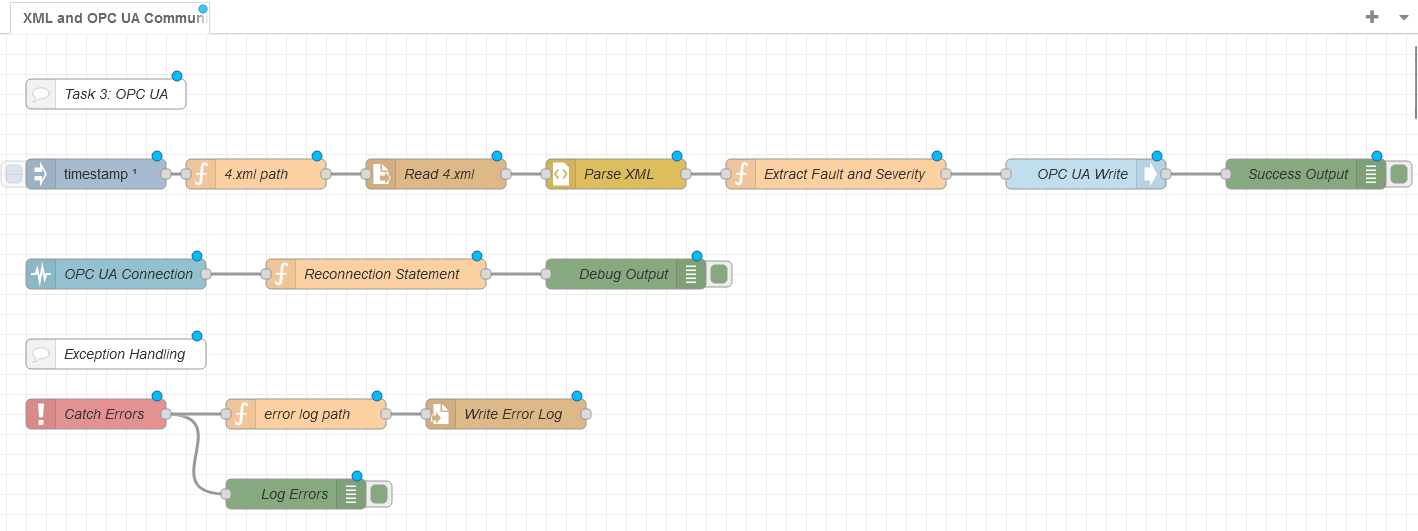 XML and OPC UA Commun
Task 3: OPC UA
timestamp ¹
4.xml path
Read 4.xml
Parse XML
Extract Fault and Severity
OPC UA Write
Success Output
OPC UA Connection
Reconnection Statement
Debug Output
Exception Handling
Catch Errors
error log path
Write Error Log
Log Errors